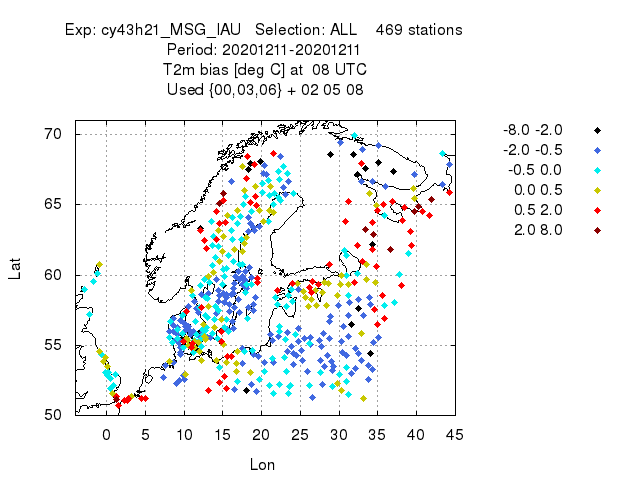 Exp: cy43h21_MSG_IAU Selection: ALL 469 stations
Period: 20201211-20201211
T2m bias [deg C] at 08 UTC
Used {00,03,06} + 02 05 08
70
65
60
55
50
0 5 10 15 20 25 30 35 40 45
Lat
Lon
-8.0 -2.0
-2.0 -0.5
-0.5 0.0
0.0 0.5
0.5 2.0
2.0 8.0